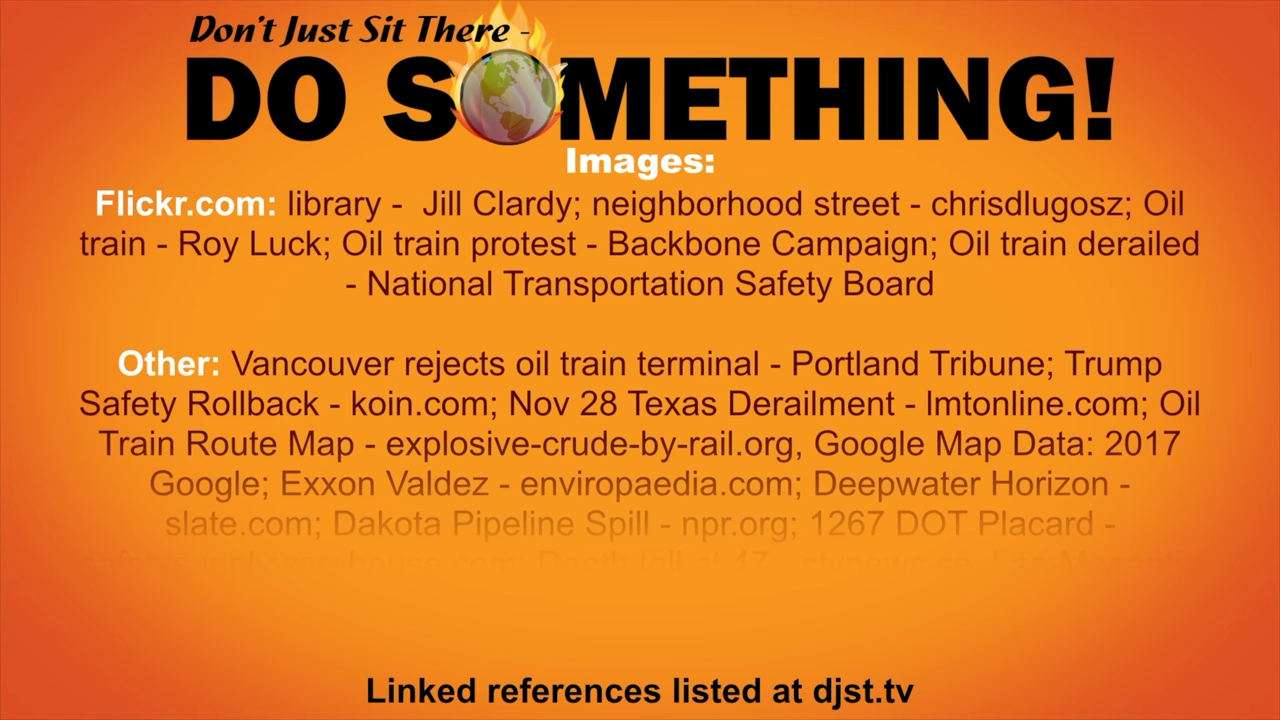 Don't Just Sit There -
DO SOMETHING!
Images:
Flickr.com: library - Jill Clardy; neighborhood street - chrisdlugosz; Oil
train - Roy Luck; Oil train protest - Backbone Campaign; Oil train derailed
- National Transportation Safety Board
Other: Vancouver rejects oil train terminal - Portland Tribune; Trump
Safety Rollback - koin.com; Nov 28 Texas Derailment - lmtonline.com; Oil
Train Route Map - explosive-crude-by-rail.org, Google Map Data: 2017
Google; Exxon Valdez - enviropaedia.com; Deepwater Horizon -
slate.com; Dakota Pipeline Spill - npr.org; 1267 DOT Placard -
Death toll at 47 -
Linked references listed at djst.tv